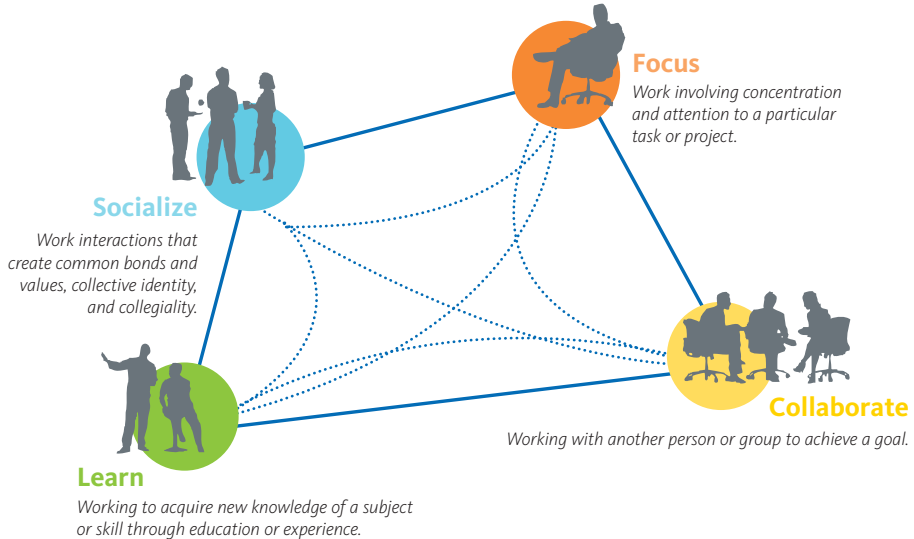 Focus
Work involving concentration
and attention to a particular
task or project.
Socialize
Work interactions that
create common bonds and
values, collective identity,
and collegiality.
Collaborate
Working with another person or group to achieve a goal.
Learn
Working to acquire new knowledge of a subject
or skill through education or experience.